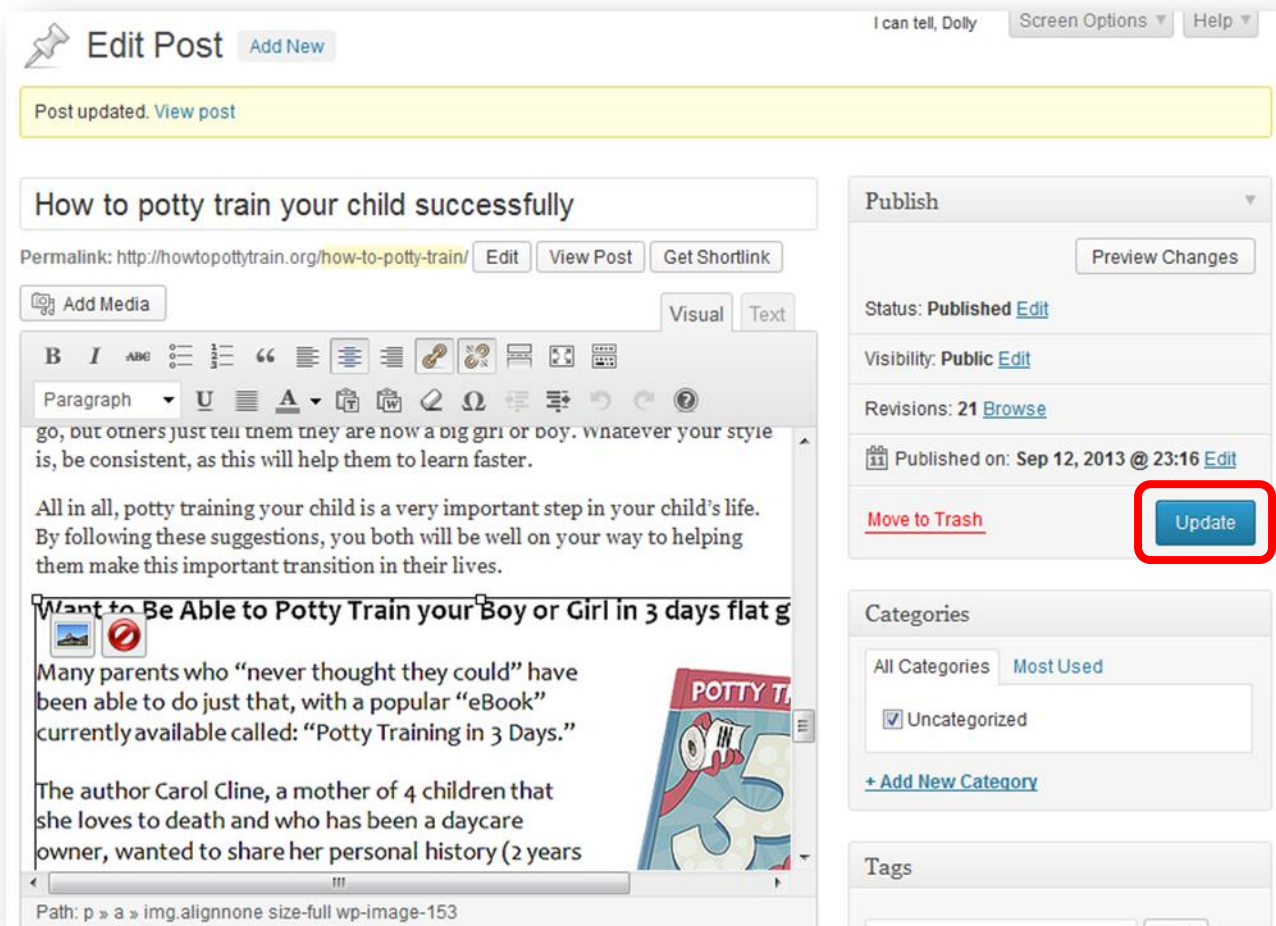 I can tell, Dolly Screen Options Help
Edit Post Add New
Post updated. View post
How to potty train your child successfully
Permalink: http://howtopottytrain.org/how-to-potty-train/ Edit View Post Get Shortlink
Add Media
Visual Text
B I ABC
Paragraph U A T W Ω
go, but others just tell them they are now a big girl or boy. Whatever your style
is, be consistent, as this will help them to learn faster.
All in all, potty training your child is a very important step in your child's life.
By following these suggestions, you both will be well on your way to helping
them make this important transition in their lives.
Want to Be Able to Potty Train your Boy or Girl in 3 days flat g
Many parents who “never thought they could” have
been able to do just that, with a popular “eBook”
currently available called: “Potty Training in 3 Days.”
The author Carol Cline, a mother of 4 children that
she loves to death and who has been a daycare
owner, wanted to share her personal history (2 years
POTTY TR
IN
3
Path: p » a » img.alignnone size-full wp-image-153
Publish
Preview Changes
Status: Published Edit
Visibility: Public Edit
Revisions: 21 Browse
11 Published on: Sep 12, 2013 @ 23:16 Edit
Move to Trash Update
Categories
All Categories Most Used
Uncategorized
+ Add New Category
Tags